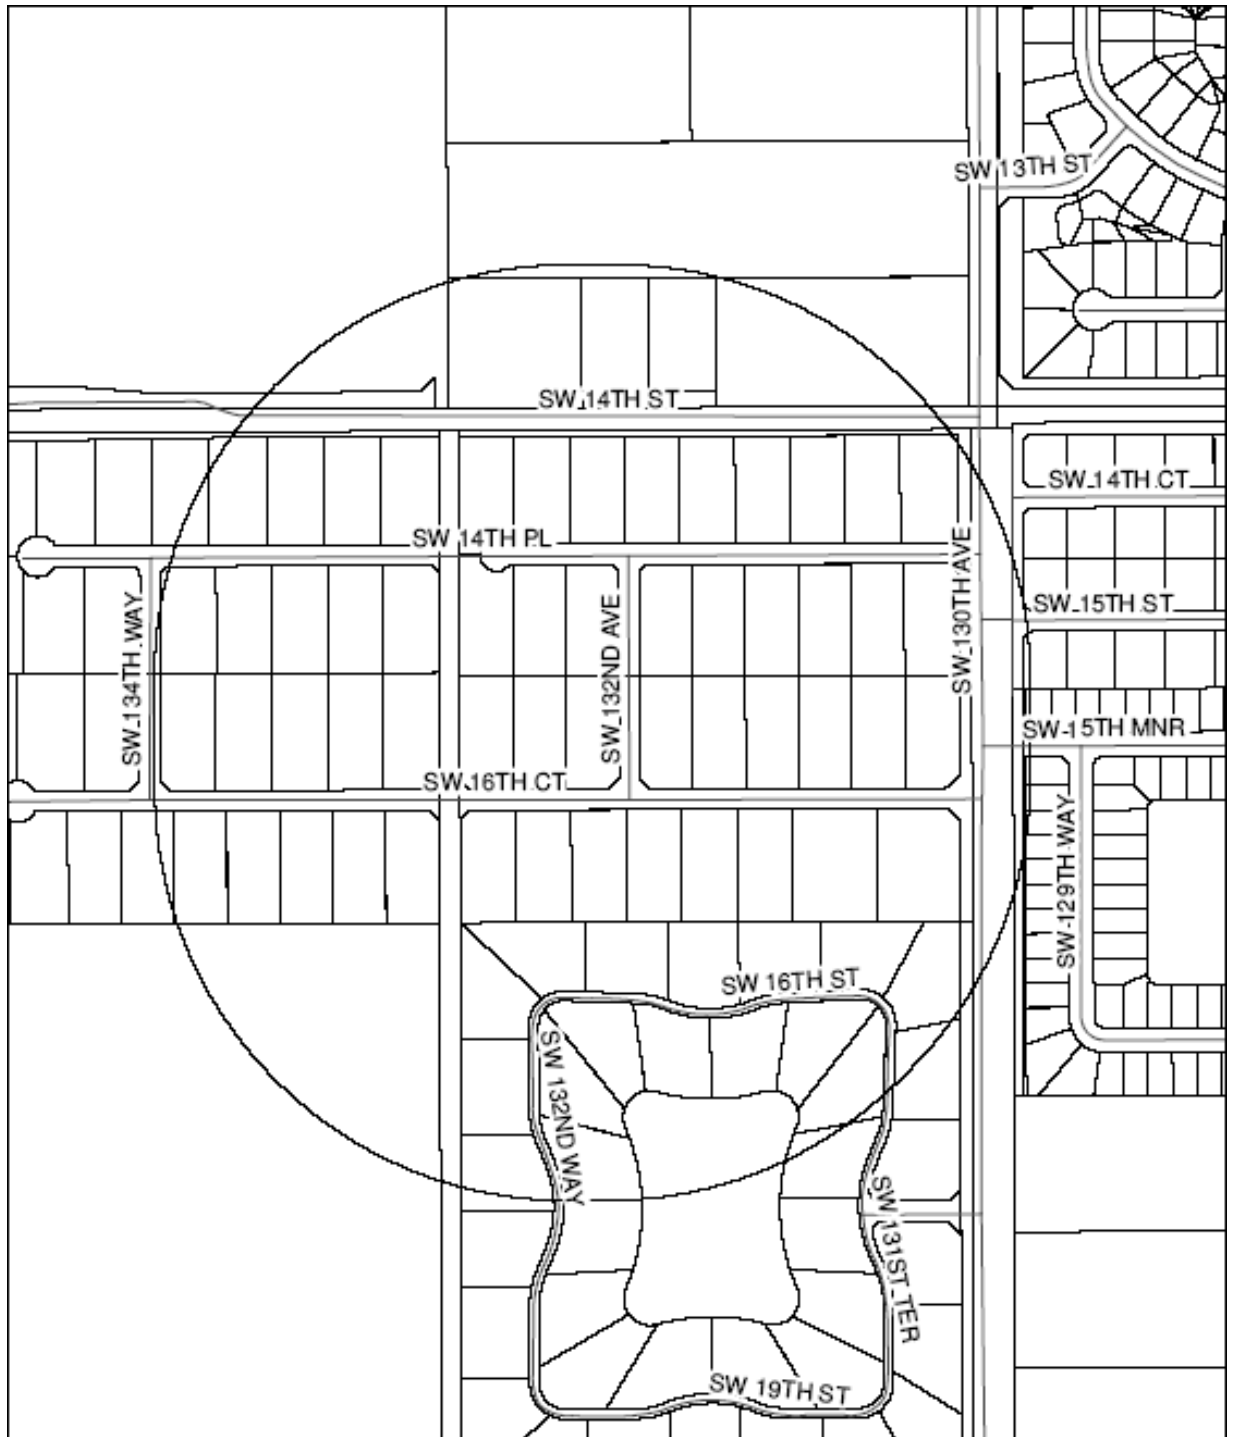 SW 13TH ST
SW 14TH ST
SW 14TH CT
SW 14TH PL
SW 130TH AVE
SW 15TH ST
SW 134TH WAY
SW 132ND AVE
SW 15TH MNR
SW 16TH CT
SW 129TH WAY
SW 16TH ST
SW 132ND WAY
SW 131ST TER
SW 19TH ST